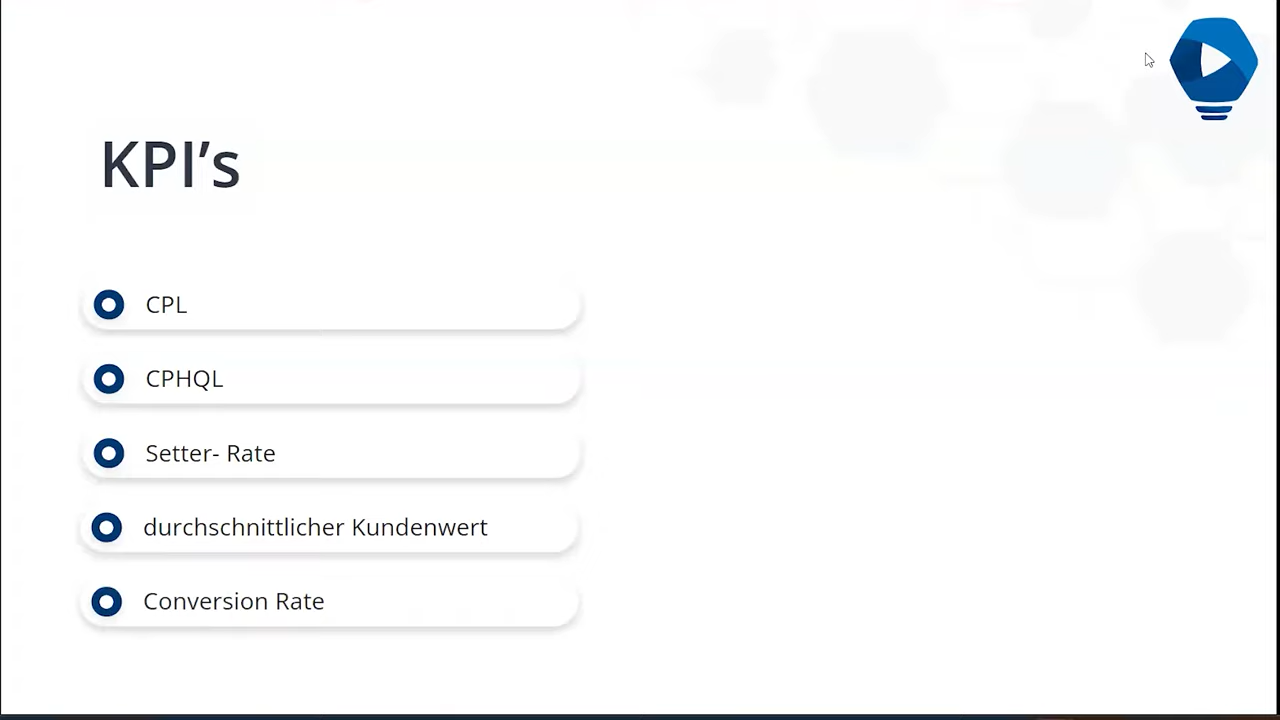 KPI’s
CPL
CPHQL
Setter- Rate
durchschnittlicher Kundenwert
Conversion Rate